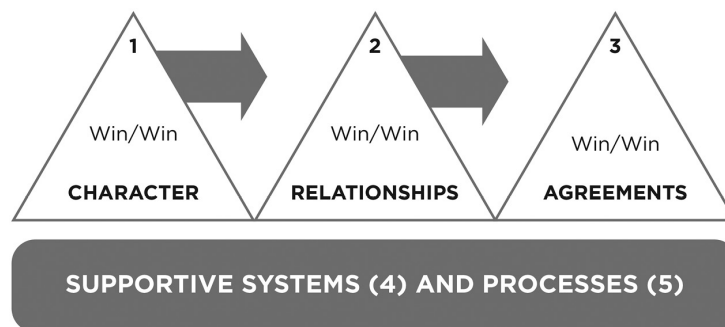 1
Win/Win
CHARACTER
2
Win/Win
RELATIONSHIPS
3
Win/Win
AGREEMENTS
SUPPORTIVE SYSTEMS (4) AND PROCESSES (5)